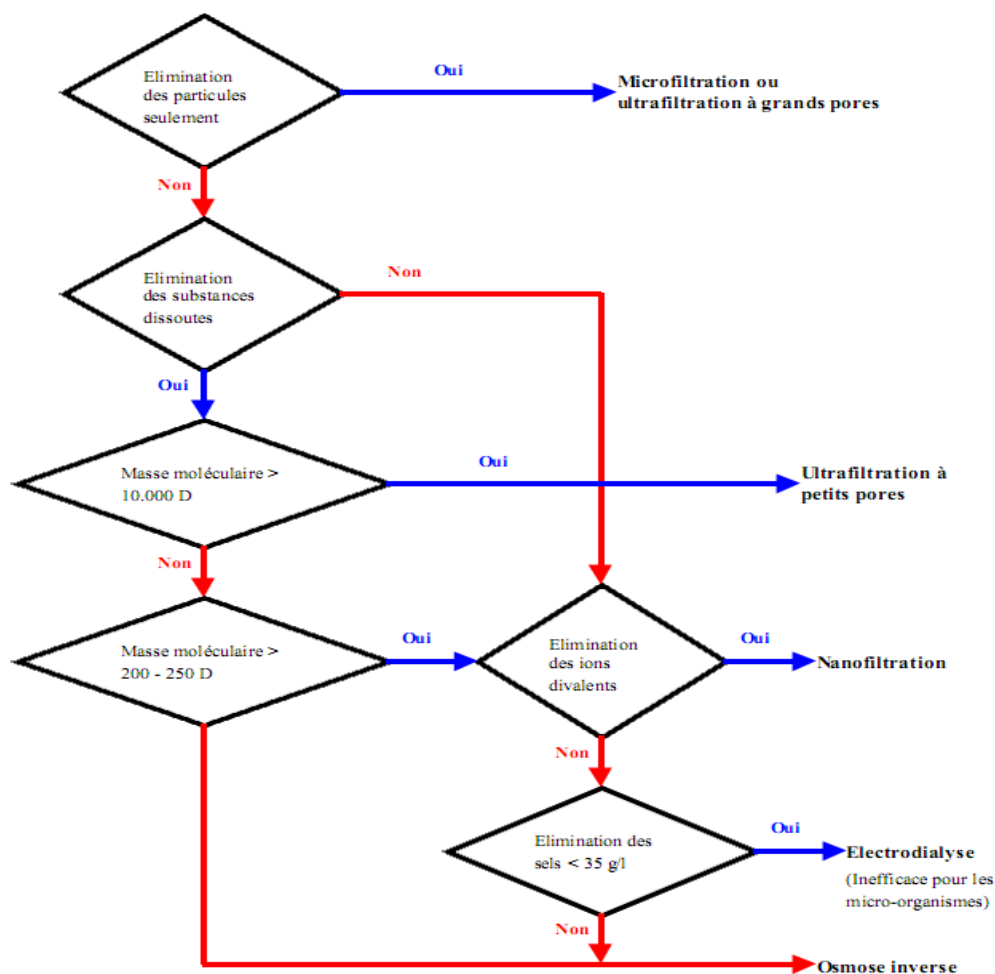 Elimination
des particules
seulement
Oui
Microfiltration ou
ultrafiltration à grands pores
Non
Elimination
des substances
dissoutes
Non
Oui
Masse moléculaire >
10.000 D
Oui
Ultrafiltration à
petits pores
Non
Masse moléculaire >
200 - 250 D
Oui
Elimination
des ions
divalents
Oui
Nanofiltration
Non
Elimination des
sels < 35 g/l
Oui
Electrodialyse
(Inefficace pour les
micro-organismes)
Non
Osmose inverse